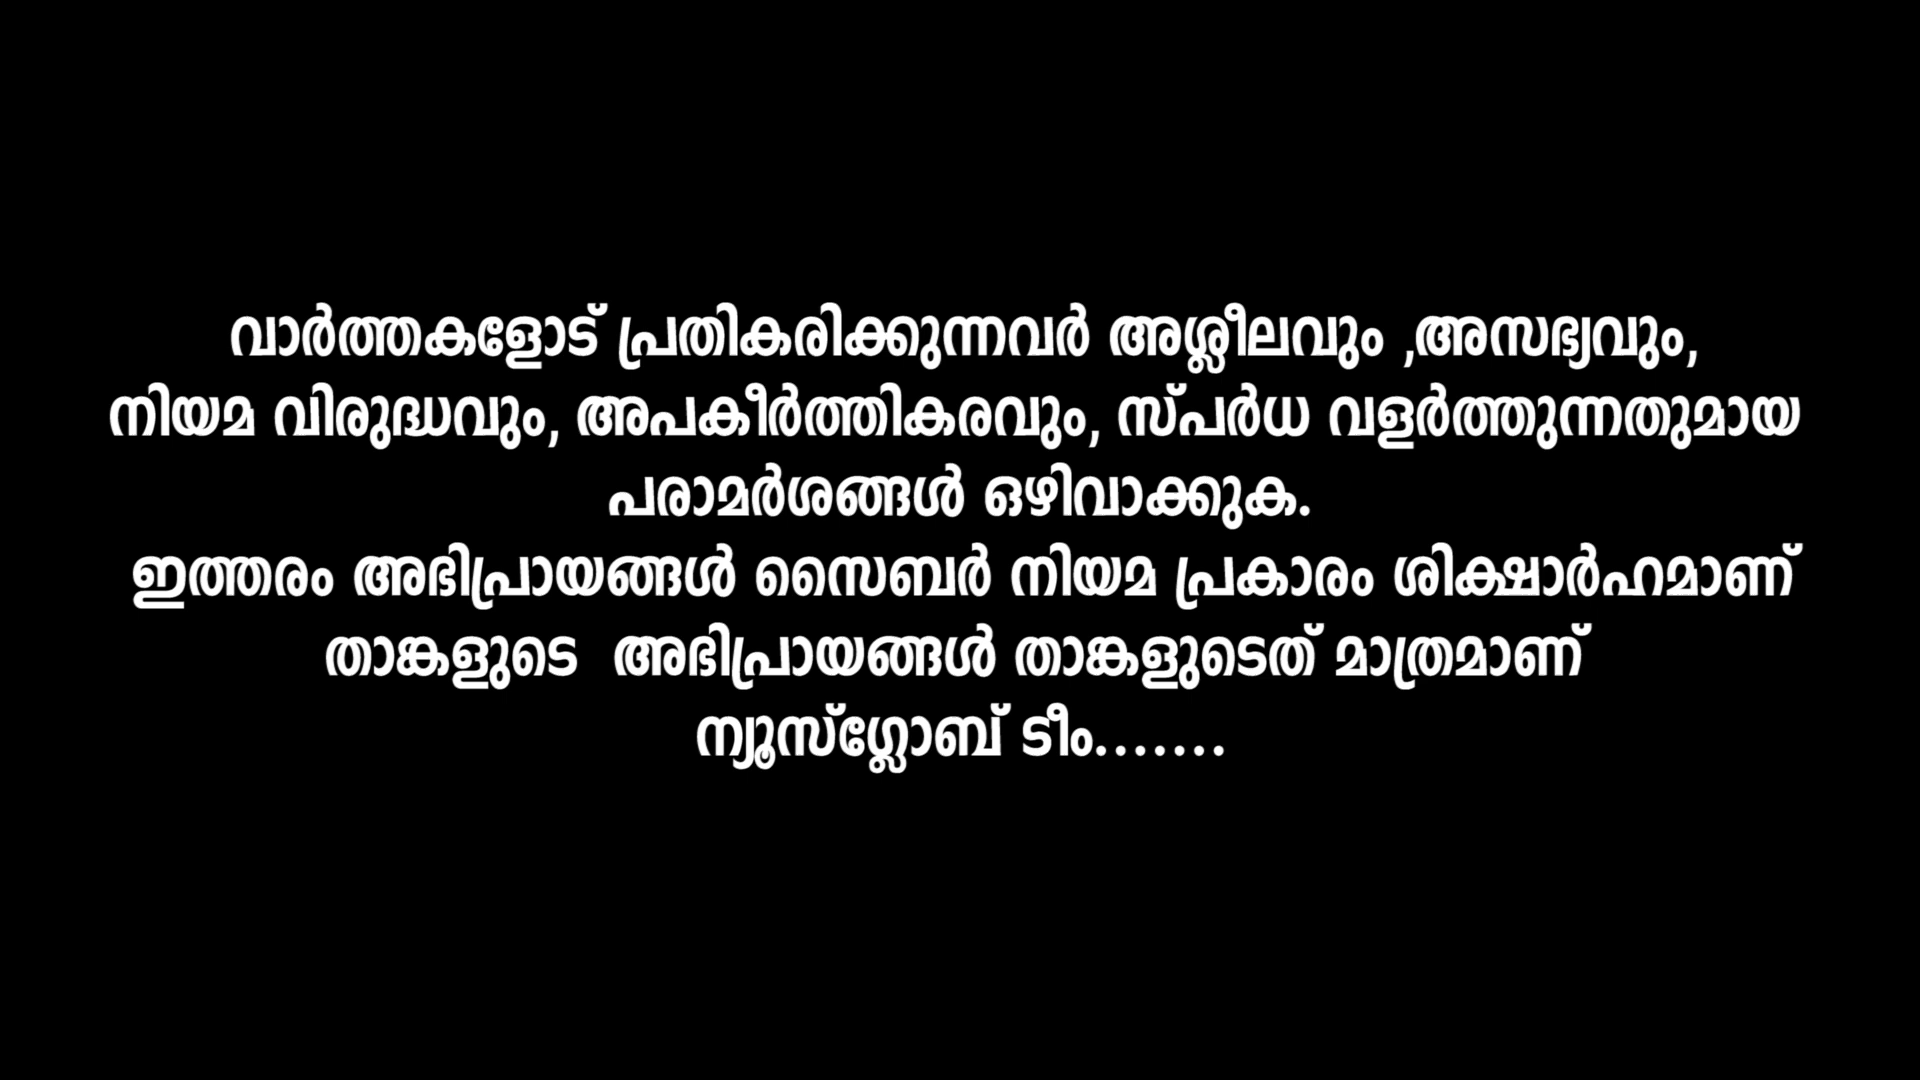 വാർത്തകളോട് പ്രതികരിക്കുന്നവർ അശ്ലീലവും ,അസഭ്യവും,
നിയമ വിരുദ്ധവും, അപകീർത്തികരവും, സ്പർധ വളർത്തുന്നതുമായ
പരാമർശങ്ങൾ ഒഴിവാക്കുക.
ഇത്തരം അഭിപ്രായങ്ങൾ സൈബർ നിയമ പ്രകാരം ശിക്ഷാർഹമാണ്
താങ്കളുടെ  അഭിപ്രായങ്ങൾ താങ്കളുടെത് മാത്രമാണ്
ന്യൂസ്ഗ്ലോബ് ടീം.......